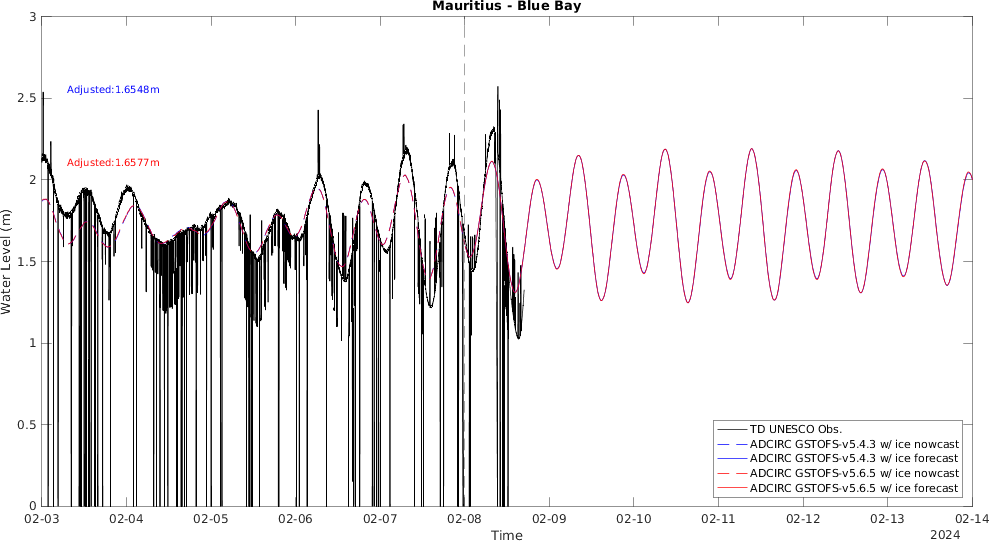 Mauritius - Blue Bay
3
2.5
2
1.5
1
0.5
0
Water Level (m)
Adjusted:1.6548m
Adjusted:1.6577m
TD UNESCO Obs.
ADCIRC GSTOFS-v5.4.3 w/ ice nowcast
ADCIRC GSTOFS-v5.4.3 w/ ice forecast
ADCIRC GSTOFS-v5.6.5 w/ ice nowcast
ADCIRC GSTOFS-v5.6.5 w/ ice forecast
02-03 02-04 02-05 02-06 02-07 02-08 02-09 02-10 02-11 02-12 02-13 02-14
Time
2024